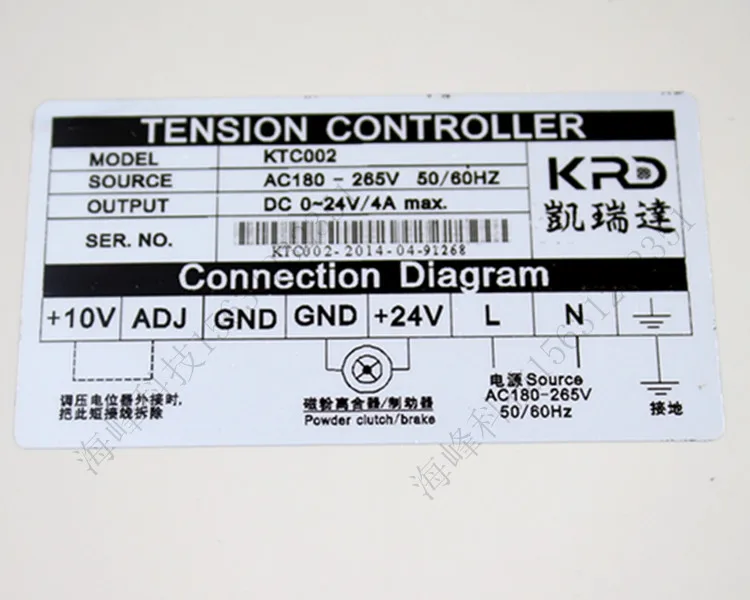 TENSION CONTROLLER
MODEL KTC002
SOURCE AC180 - 265V 50/60HZ
OUTPUT DC 0~24V/4A max.
SER. NO.
KTC002-2014-04-91268
KRD
凯瑞達
Connection Diagram
+10V ADJ GND GND +24V L N
调压电位器外接时,
把此短接线拆除
磁粉离合器/制动器
Powder clutch/brake
电源 Source
AC180-265V
50/60Hz
接地